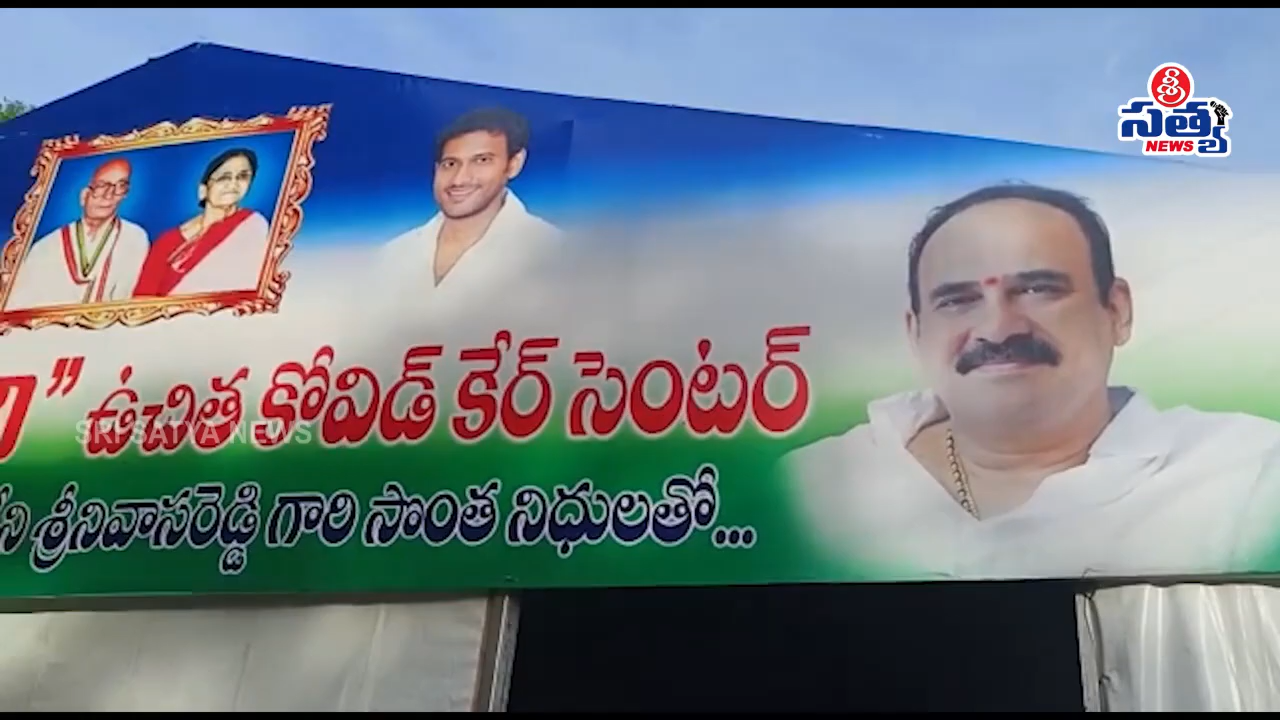 శ్రీ
సత్య
NEWS
" ఉచిత కోవిడ్ కేర్ సెంటర్
SRI SATYA NEWS
శ్రీనివాసరెడ్డి గారి సొంత నిధులతో...